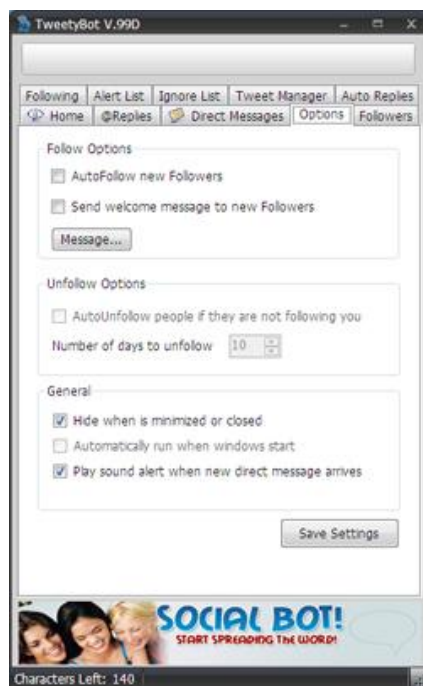 TweetyBot V.99D
Following Alert List Ignore List Tweet Manager Auto Replies
Home @Replies Direct Messages Options Followers
Follow Options
AutoFollow new Followers
Send welcome message to new Followers
Message...
Unfollow Options
AutoUnfollow people if they are not following you
Number of days to unfollow 10
General
Hide when is minimized or closed
Automatically run when windows start
Play sound alert when new direct message arrives
Save Settings
SOCIAL BOT!
START SPREADING THE WORD!
Characters Left: 140